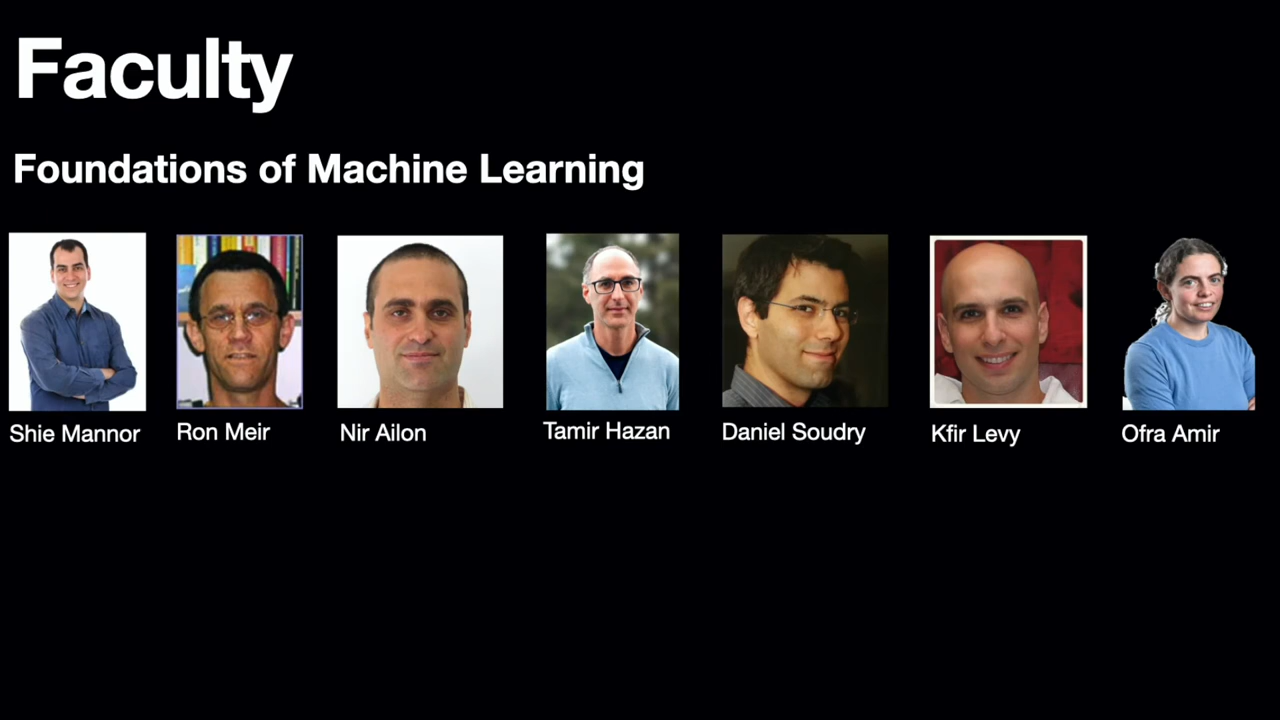 Faculty
Foundations of Machine Learning
Shie Mannor
Ron Meir
Nir Ailon
Tamir Hazan
Daniel Soudry
Kfir Levy
Ofra Amir